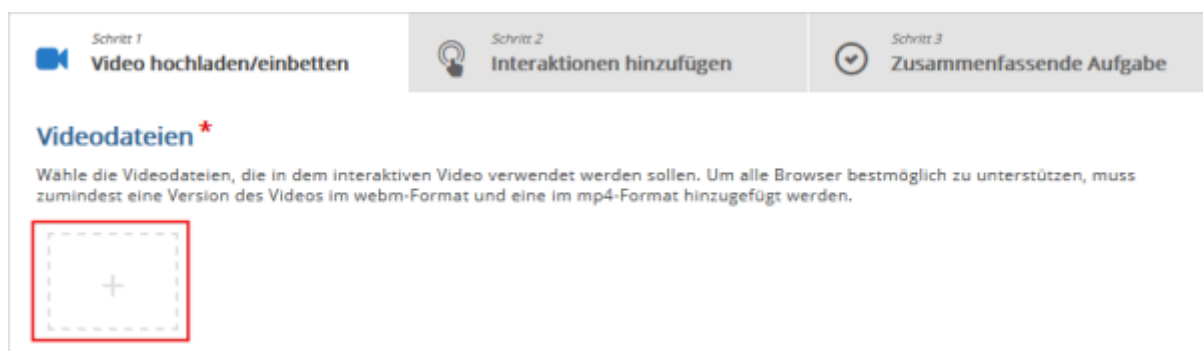 Schritt 1
Video hochladen/einbetten
Schritt 2
Interaktionen hinzufügen
Schritt 3
Zusammenfassende Aufgabe
Videodateien *
Wähle die Videodateien, die in dem interaktiven Video verwendet werden sollen. Um alle Browser bestmöglich zu unterstützen, muss
zumindest eine Version des Videos im webm-Format und eine im mp4-Format hinzugefügt werden.
+